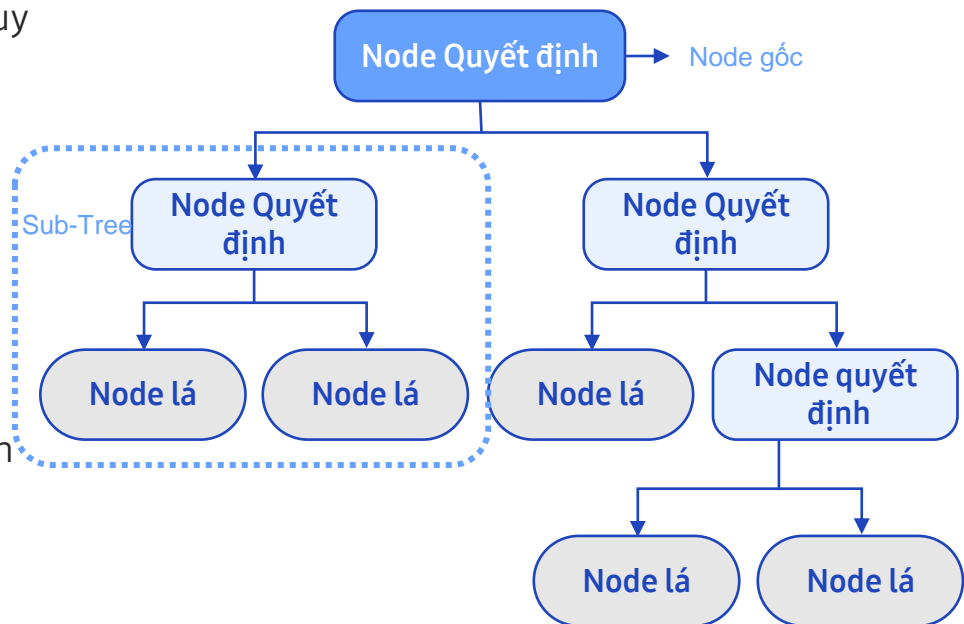 uy
Node Quyết định
Node gốc
Sub-Tree
Node Quyết
định
Node Quyết
định
Node lá
Node lá
Node lá
Node quyết
định
n
Node lá
Node lá